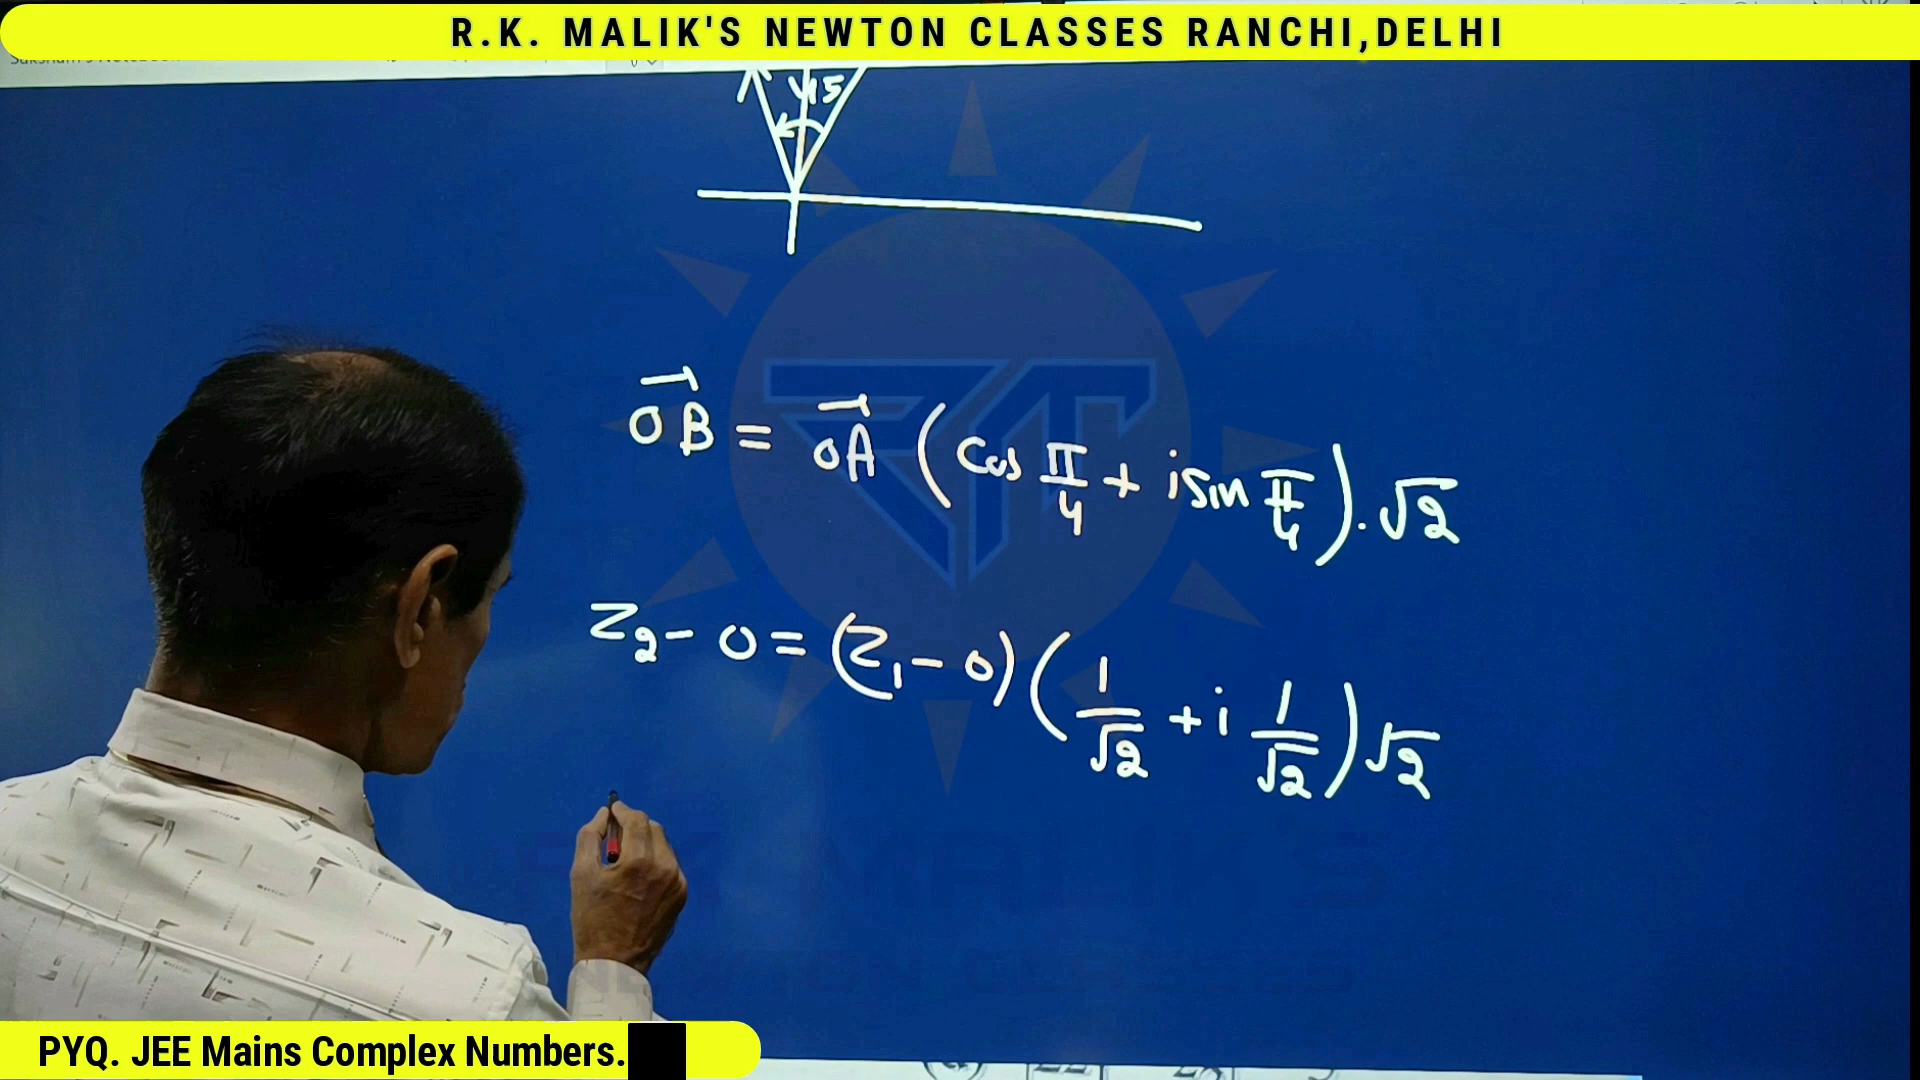 R.K. MALIK'S NEWTON CLASSES RANCHI,DELHI
45
OB = OA (cos π/4 + i sin π/4) . √2
z₂ - 0 = (z₁ - 0) (1/√2 + i 1/√2) √2
PYQ. JEE Mains Complex Numbers.